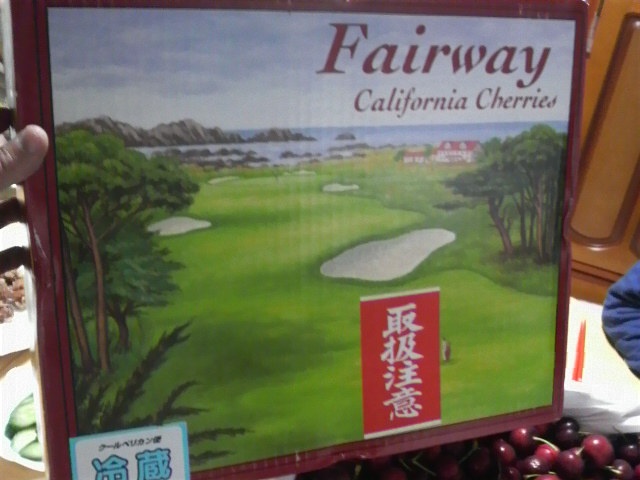 Fairway
California Cherries
取扱注意
クールペリカン便
冷蔵